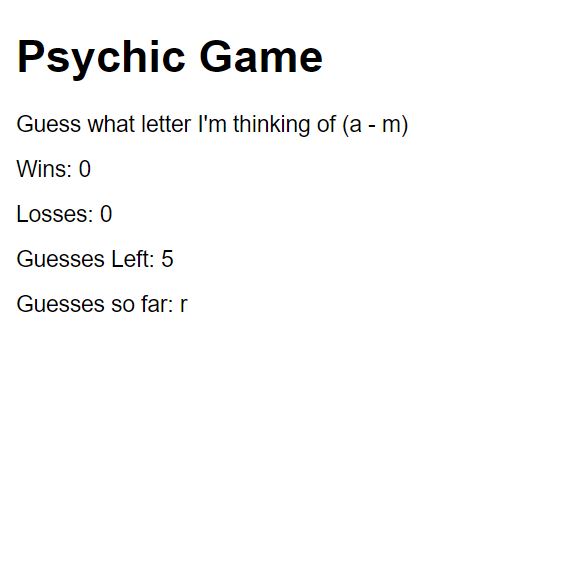 Psychic Game
Guess what letter I'm thinking of (a - m)
Wins: 0
Losses: 0
Guesses Left: 5
Guesses so far: r